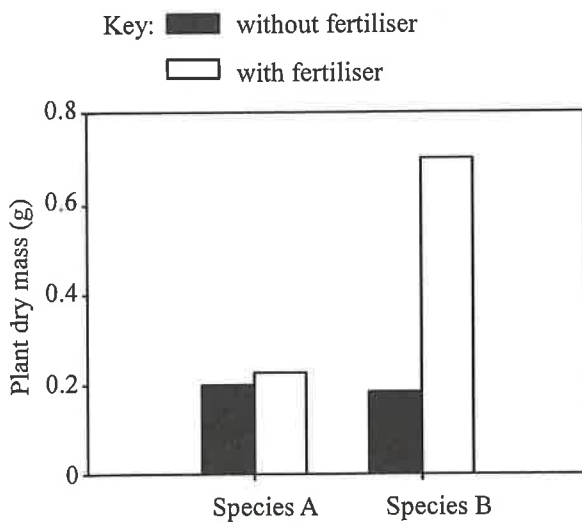 Key: without fertiliser
with fertiliser
0.8
0.6
0.4
0.2
0
Plant dry mass (g)
Species A
Species B